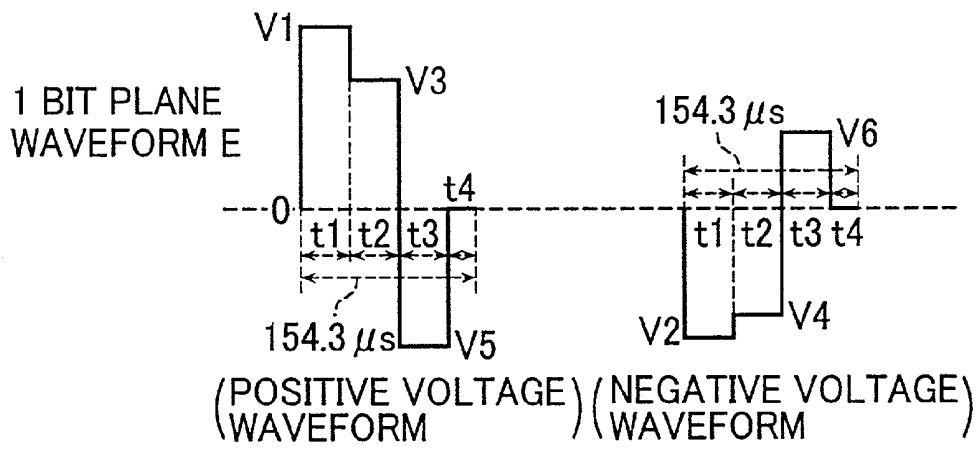 1 BIT PLANE
WAVEFORM E
V1
V3
t4
0
t1 t2 t3
154.3 μs
V5
(POSITIVE VOLTAGE
WAVEFORM)
154.3 μs
V6
t1 t2 t3 t4
V2
V4
(NEGATIVE VOLTAGE
WAVEFORM)